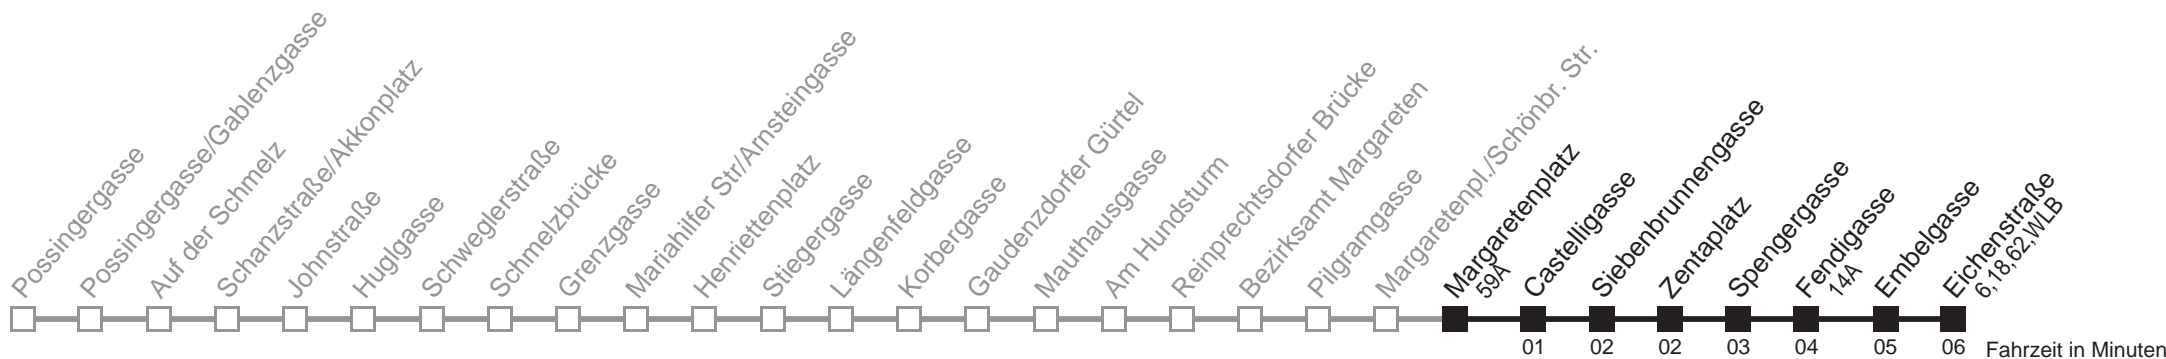 Possingergasse
Possingergasse/Gablenzgasse
Auf der Schmelz
Schanzstraße/Akkonplatz
Johnstraße
Huglgasse
Schweglerstraße
Schmelzbrücke
Grenzgasse
Mariahilfer Str/Arnsteingasse
Henriettenplatz
Stiegergasse
Längenfeldgasse
Korbergasse
Gaudenzdorfer Gürtel
Mauthausgasse
Am Hundsturm
Reinprechtsdorfer Brücke
Bezirksamt Margareten
Pilgramgasse
Margaretenpl./Schönbr. Str.
Margaretenplatz
59A
Castelligasse
Siebenbrunnengasse
Zentaplatz
Spengergasse
Fendigasse
14A
Embelgasse
Eichenstraße
6,18,62,WLB
01 02 02 03 04 05 06 Fahrzeit in Minuten